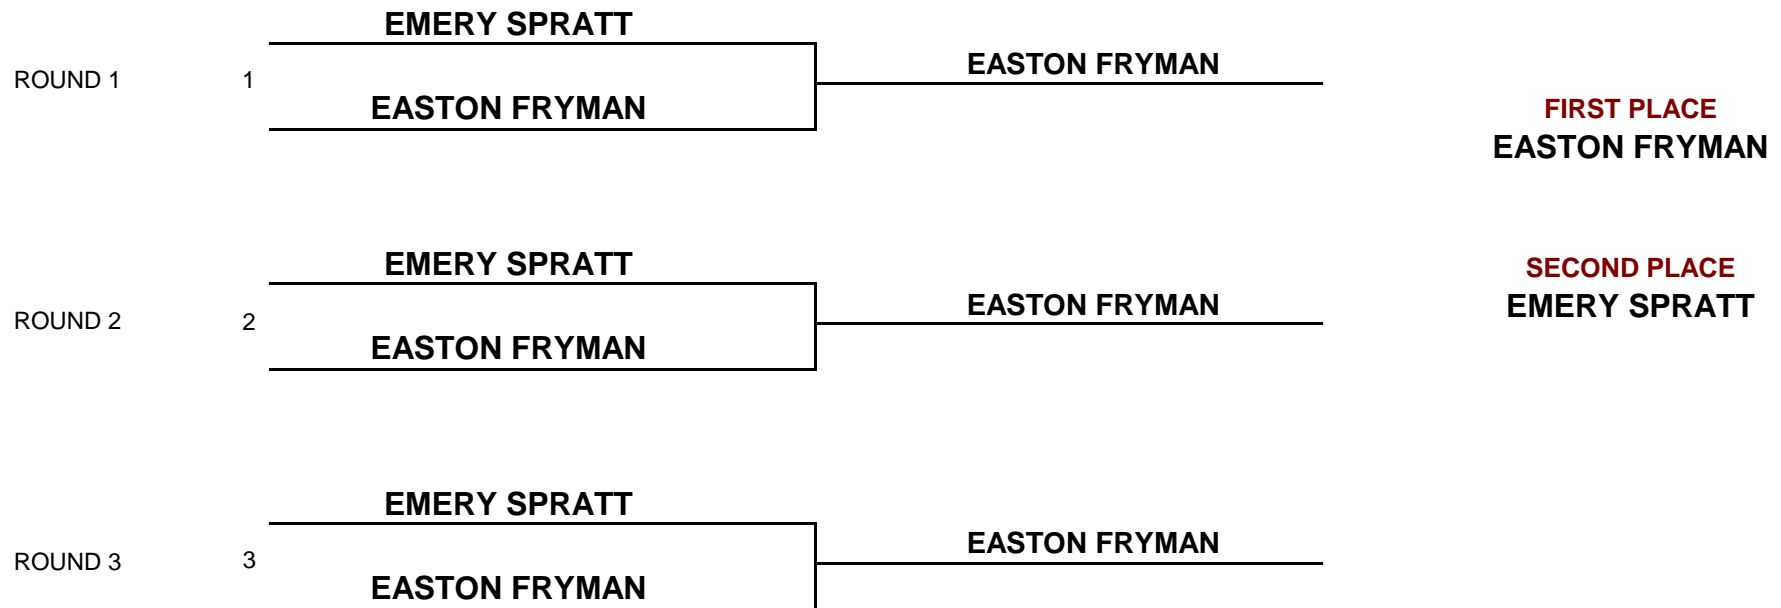 EMERY SPRATT
ROUND 1 1 EASTON FRYMAN
EASTON FRYMAN
FIRST PLACE
EASTON FRYMAN
EMERY SPRATT
ROUND 2 2 EASTON FRYMAN
EASTON FRYMAN
SECOND PLACE
EMERY SPRATT
EMERY SPRATT
ROUND 3 3 EASTON FRYMAN
EASTON FRYMAN